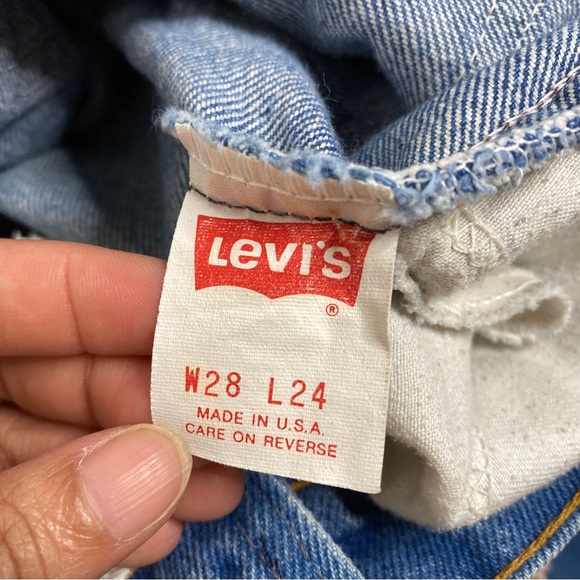 LEVI'S
®
W28 L24
MADE IN U.S.A.
CARE ON REVERSE